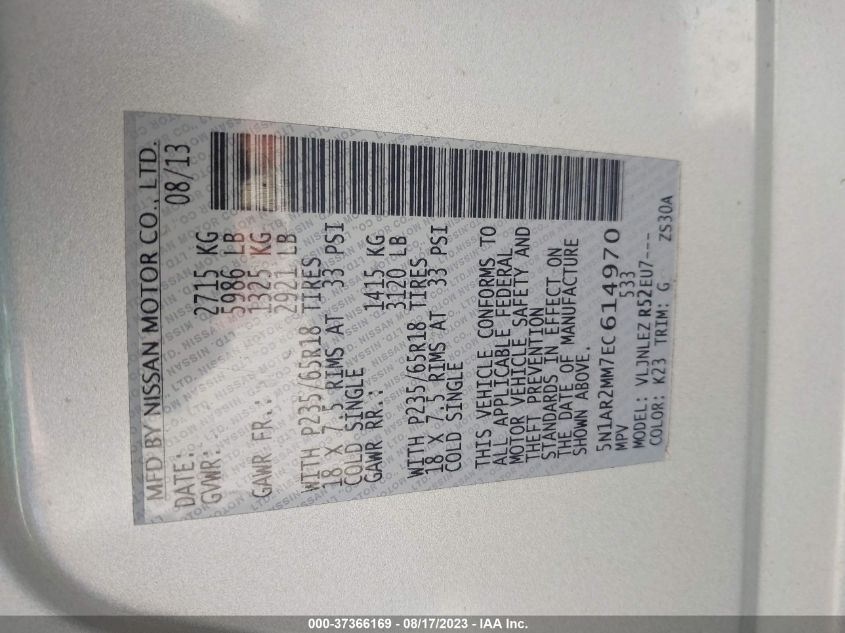 MFD BY NISSAN MOTOR CO., LTD.
DATE: 08/13
GVWR: 2715 KG
5986 LB
GAWR FR.: 1325 KG
2921 LB
WITH P235/65R18 TIRES
18 X 7.5 RIMS AT 33 PSI
COLD SINGLE
GAWR RR.: 1415 KG
3120 LB
WITH P235/65R18 TIRES
18 X 7.5 RIMS AT 33 PSI
COLD SINGLE
THIS VEHICLE CONFORMS TO
ALL APPLICABLE FEDERAL
MOTOR VEHICLE SAFETY AND
THEFT PREVENTION
STANDARDS IN EFFECT ON
THE DATE OF MANUFACTURE
SHOWN ABOVE.
5N1AR2MM7EC614970
MPV 533
MODEL: VLJNLEZ R52EU7---
COLOR: K23 TRIM: G ZS30A
000-37366169 - 08/17/2023 - IAA Inc.